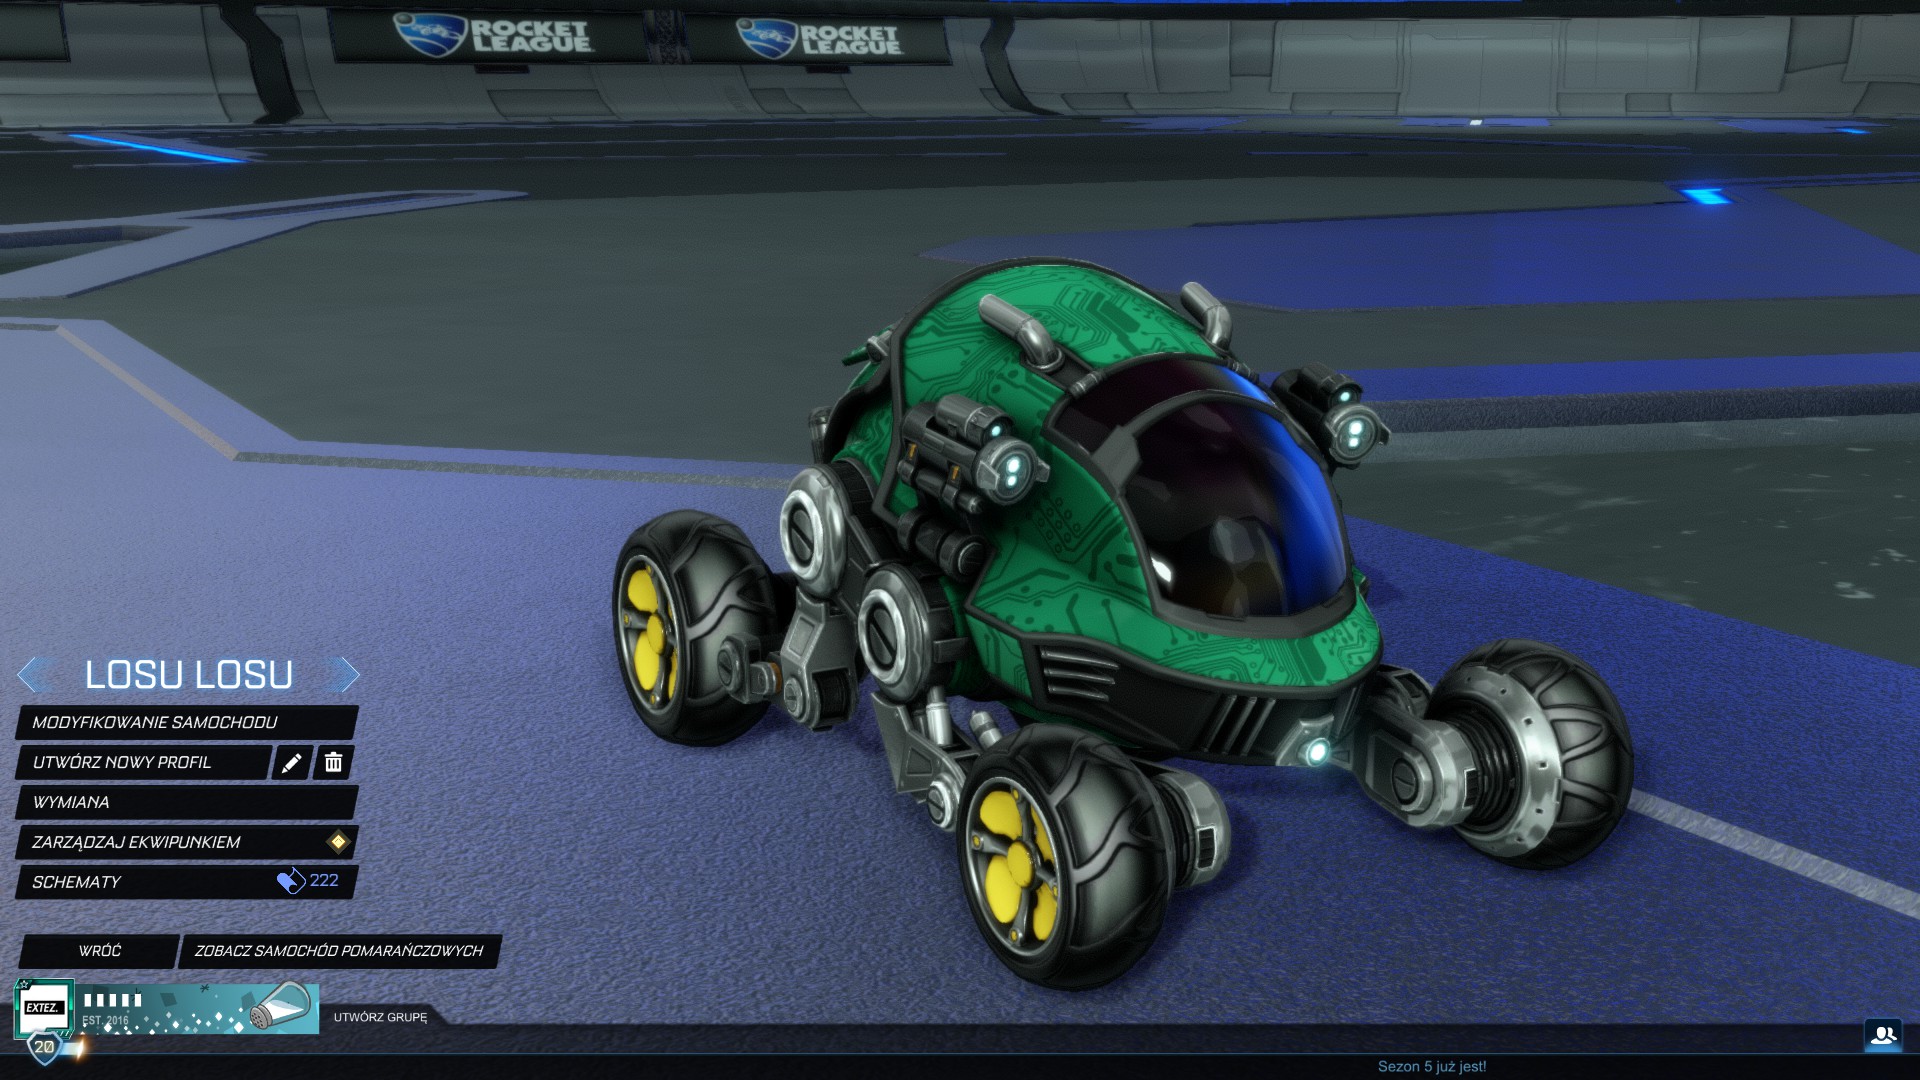 ROCKET
LEAGUE
ROCKET
LEAGUE
LOSU LOSU
MODYFIKOWANIE SAMOCHODU
UTWÓRZ NOWY PROFIL
WYMIANA
ZARZĄDZAJ EKWIPUNKIEM
SCHEMATY 222
WRÓĆ ZOBACZ SAMOCHÓD POMARAŃCZOWYCH
EXTEZ.
EST. 2016
UTWÓRZ GRUPĘ
20
Sezon 5 już jest!